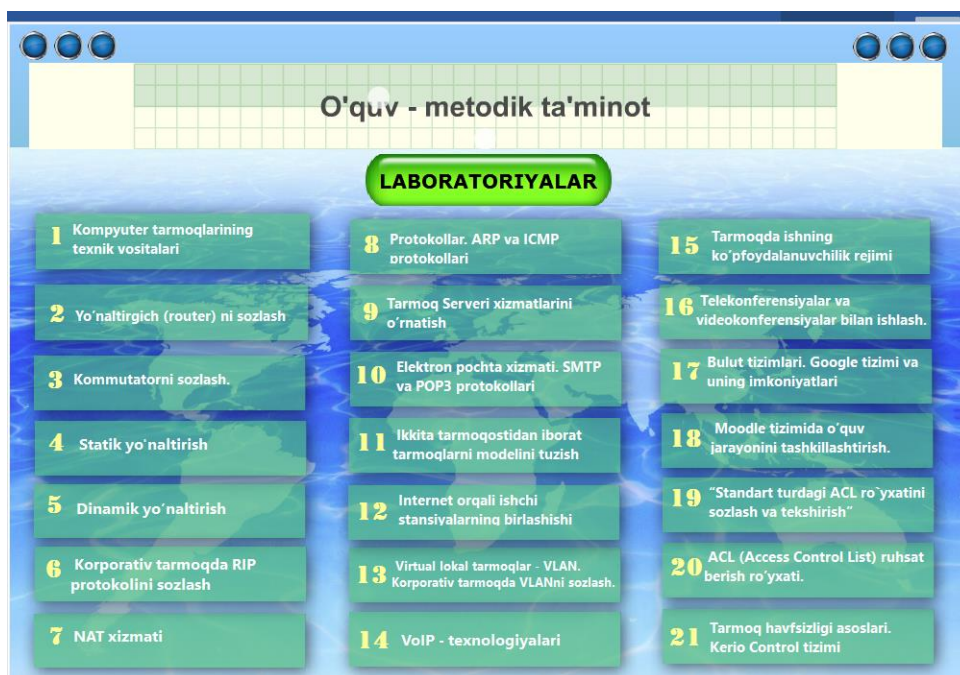 O'quv - metodik ta'minot
LABORATORIYALAR
1 Kompyuter tarmoqlarining
texnik vositalari
2 Yo‘naltirgich (router) ni sozlash
3 Kommutatorni sozlash.
4 Statik yo`naltirish
5 Dinamik yo‘naltirish
6 Korporativ tarmoqda RIP
protokolini sozlash
7 NAT xizmati
8 Protokollar. ARP va ICMP
protokollari
9 Tarmoq Serveri xizmatlarini
o‘rnatish
10 Elektron pochta xizmati. SMTP
va POP3 protokollari
11 Ikkita tarmoqostidan iborat
tarmoqlarni modelini tuzish
12 Internet orqali ishchi
stansiyalarning birlashishi
13 Virtual lokal tarmoqlar - VLAN.
Korporativ tarmoqda VLANni sozlash.
14 VoIP - texnologiyalari
15 Tarmoqda ishning
ko‘pfoydalanuvchilik rejimi
16 Telekonferensiyalar va
videokonferensiyalar bilan ishlash.
17 Bulut tizimlari. Google tizimi va
uning imkoniyatlari
18 Moodle tizimida o‘quv
jarayonini tashkillashtirish.
19 “Standart turdagi ACL ro`yxatini
sozlash va tekshirish”
20 ACL (Access Control List) ruhsat
berish ro‘yxati.
21 Tarmoq havfsizligi asoslari.
Kerio Control tizimi